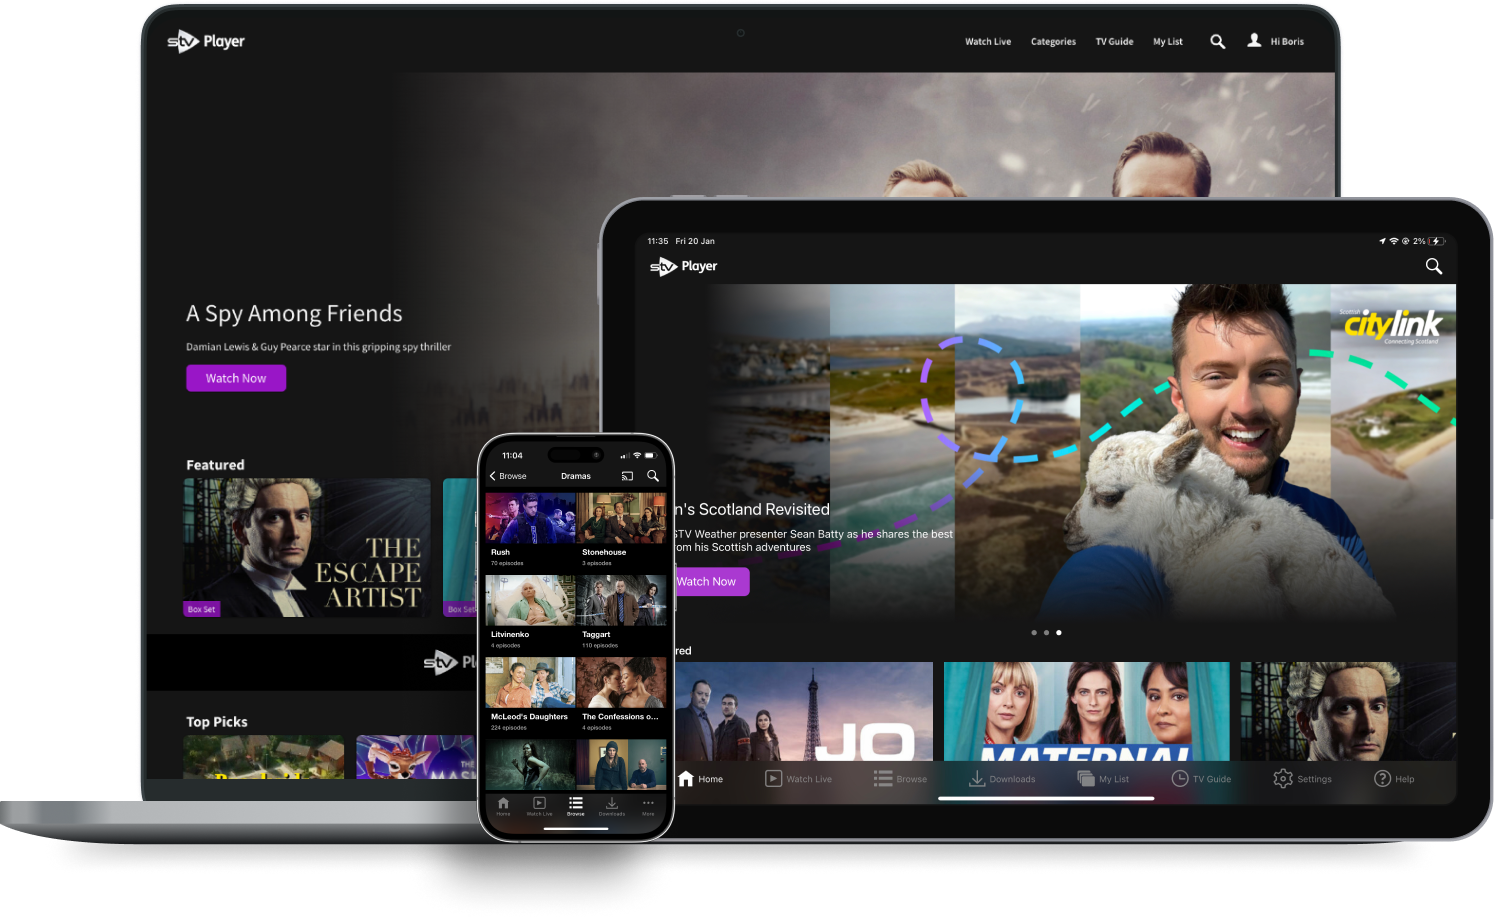 stv Player
Watch Live
Categories
TV Guide
My List
Hi Boris
A Spy Among Friends
Damian Lewis & Guy Pearce star in this gripping spy thriller
Watch Now
Featured
THE
ESCAPE
ARTIST
Box Set
Box Set
stv Pl
Top Picks
THE
MAS
11:04
Browse
Dramas
Rush
70 episodes
Stonehouse
3 episodes
Litvinenko
4 episodes
Taggart
110 episodes
McLeod's Daughters
224 episodes
The Confessions o...
4 episodes
Home
Watch Live
Browse
Downloads
More
11:35 Fri 20 Jan
2%
stv Player
Scottish
citylink
Connecting Scotland
n's Scotland Revisited
STV Weather presenter Sean Batty as he shares the best
om his Scottish adventures
Watch Now
red
JO
MATERNAL
Home
Watch Live
Browse
Downloads
My List
TV Guide
Settings
Help